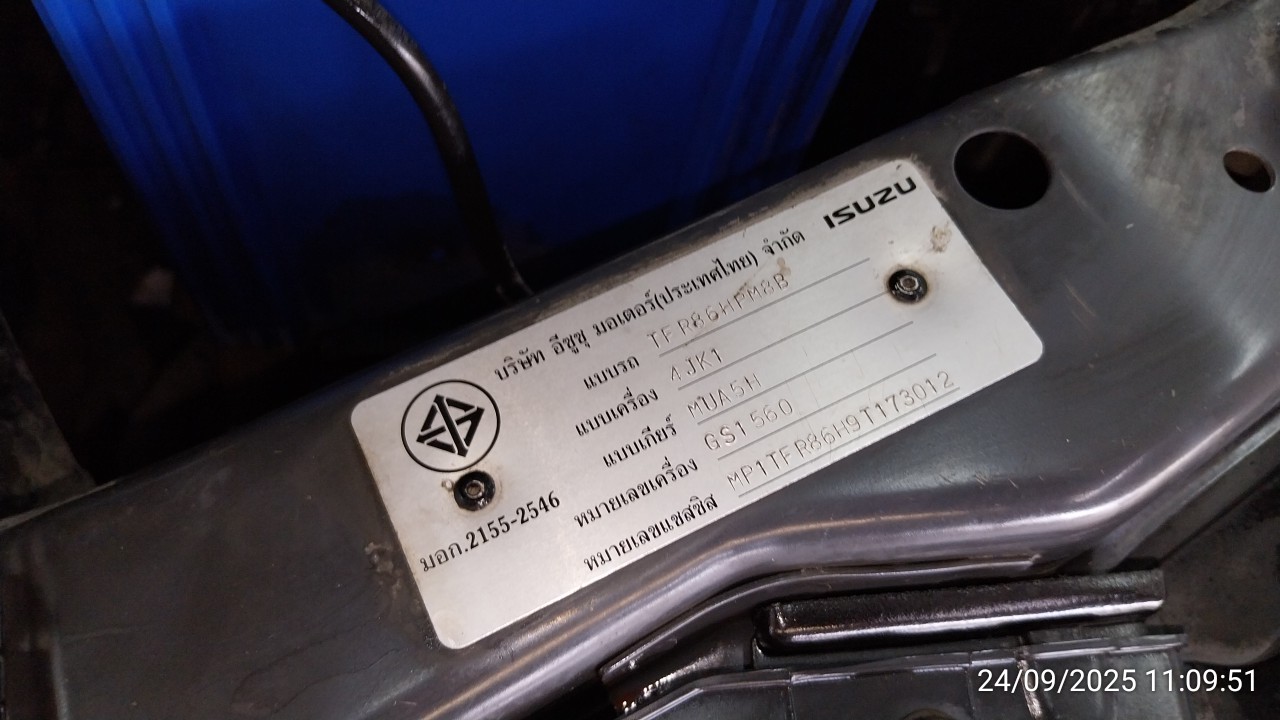 ISUZU
บริษัท อีซูซุ มอเตอร์(ประเทศไทย) จำกัด
แบบรถ TFR86HPM8B
แบบเครื่อง 4JK1
แบบเกียร์ MUA5H
หมายเลขเครื่อง GS1560
หมายเลขแชสซิส MP1TFR86H9T173012
มอก.2155-2546
24/09/2025 11:09:51